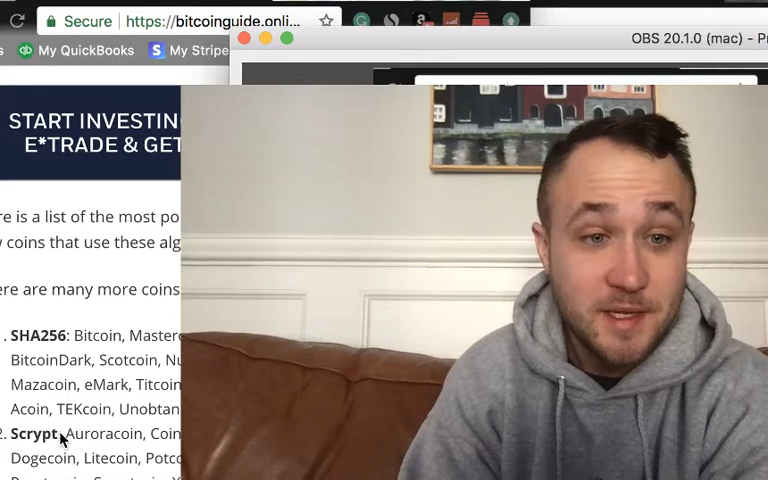 Secure https://bitcoinguide.onli...
My QuickBooks My Stripe
OBS 20.1.0 (mac) - Pr
START INVESTIN
E*TRADE & GET
re is a list of the most po
coins that use these alg
ere are many more coins
SHA256: Bitcoin, Masterc
BitcoinDark, Scotcoin, Nu
Mazacoin, eMark, Titcoin
Acoin, TEKcoin, Unobtan
2. Scrypt, Auroracoin, Coin
Dogecoin, Litecoin, Potco